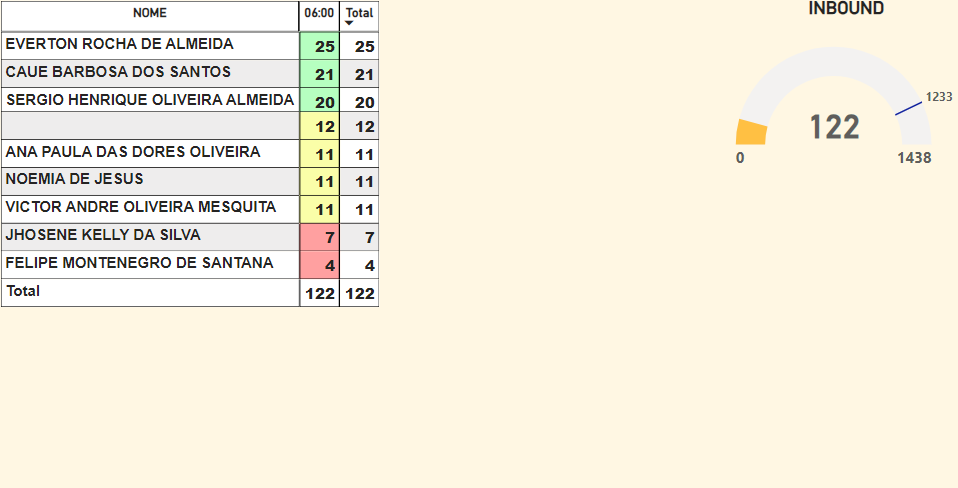 NOME 06:00 Total
EVERTON ROCHA DE ALMEIDA 25 25
CAUE BARBOSA DOS SANTOS 21 21
SERGIO HENRIQUE OLIVEIRA ALMEIDA 20 20
12 12
ANA PAULA DAS DORES OLIVEIRA 11 11
NOEMIA DE JESUS 11 11
VICTOR ANDRE OLIVEIRA MESQUITA 11 11
JHOSENE KELLY DA SILVA 7 7
FELIPE MONTENEGRO DE SANTANA 4 4
Total 122 122
INBOUND
1233
122
0 1438